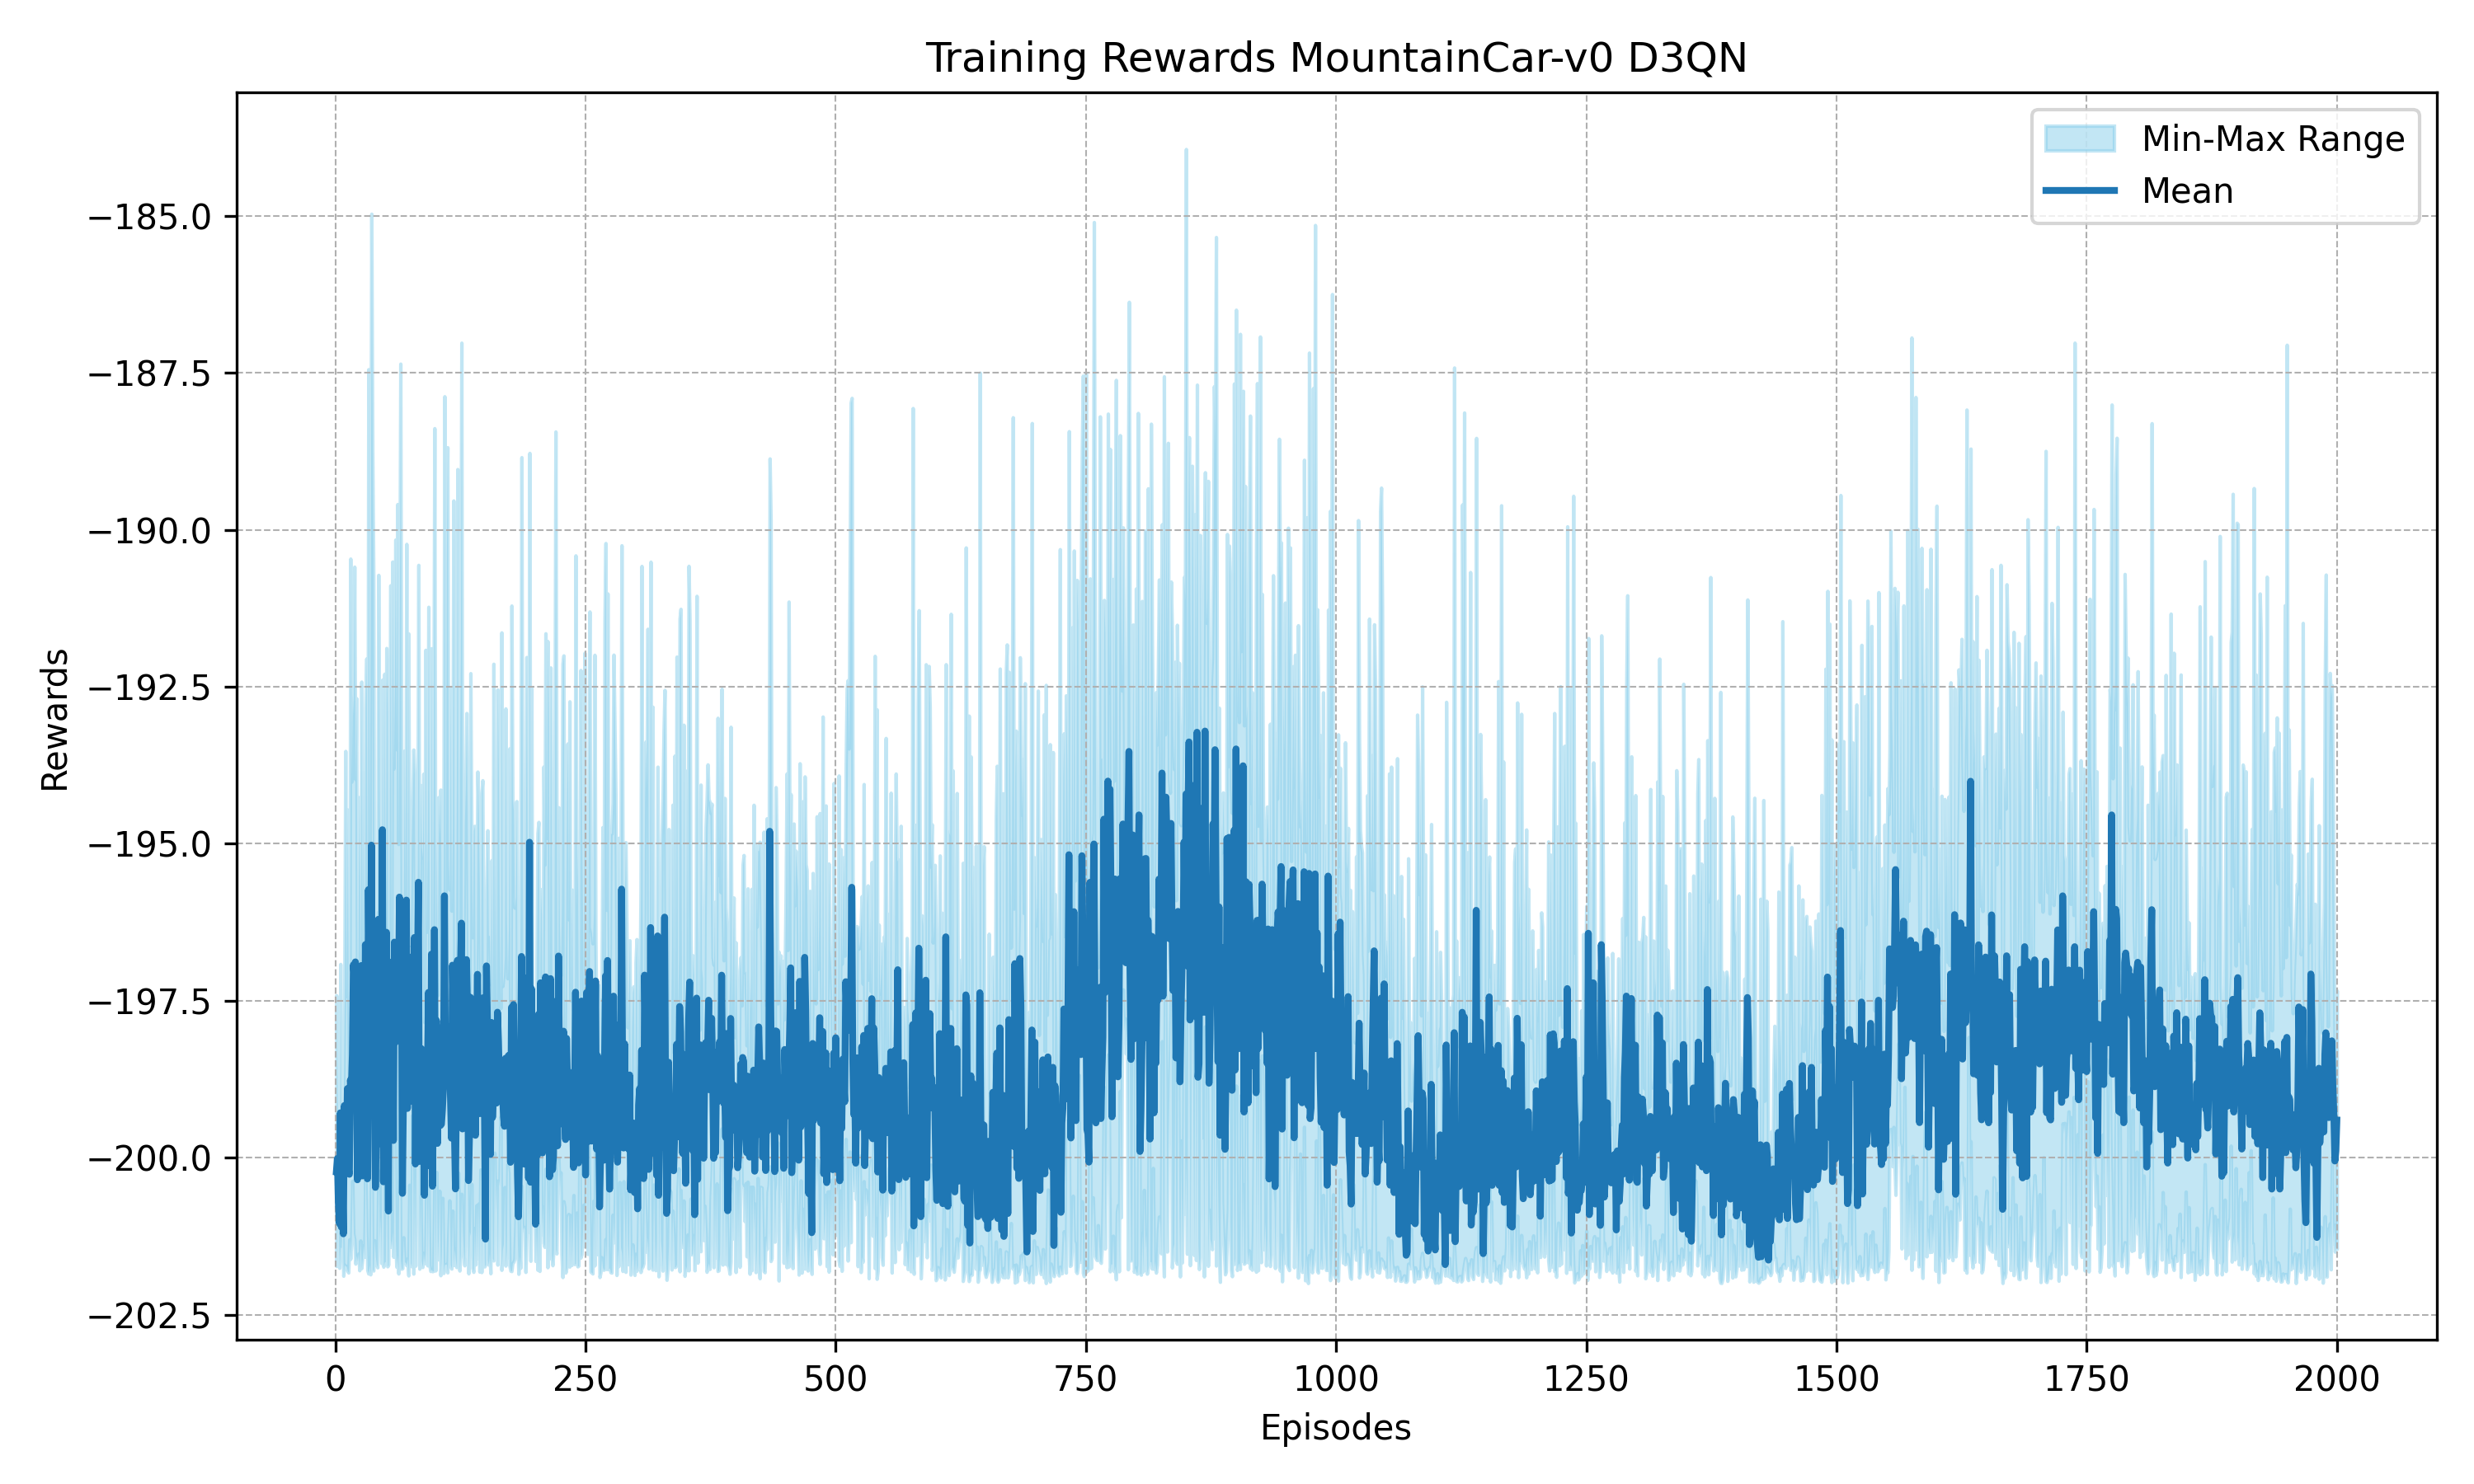 Training Rewards MountainCar-v0 D3QN
Min-Max Range
Mean
Rewards
−185.0
−187.5
−190.0
−192.5
−195.0
−197.5
−200.0
−202.5
0 250 500 750 1000 1250 1500 1750 2000
Episodes